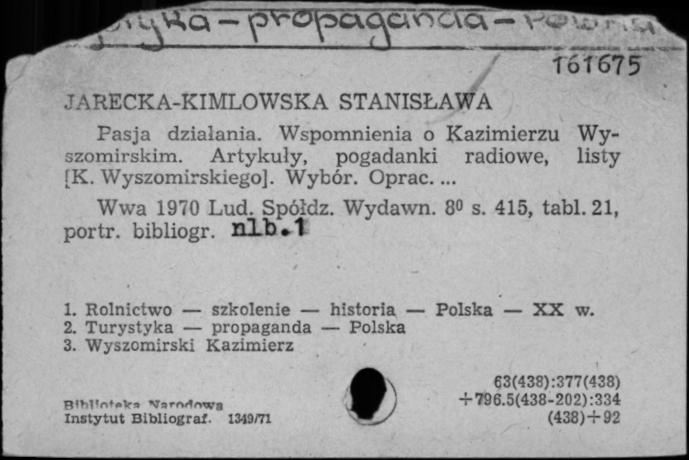 – propaganda –
161675
JARECKA-KIMLOWSKA STANISŁAWA
Pasja działania. Wspomnienia o Kazimierzu Wy-
szomirskim. Artykuły, pogadanki radiowe, listy
[K. Wyszomirskiego]. Wybór. Oprac. ...
Wwa 1970 Lud. Spółdz. Wydawn. 8⁰ s. 415, tabl. 21,
portr. bibliogr. nlb.1
1. Rolnictwo — szkolenie — historia — Polska — XX w.
2. Turystyka — propaganda — Polska
3. Wyszomirski Kazimierz
63(438):377(438)
+796.5(438-202):334
(438)+92
Biblioteka Narodowa
Instytut Bibliograf. 1349/71